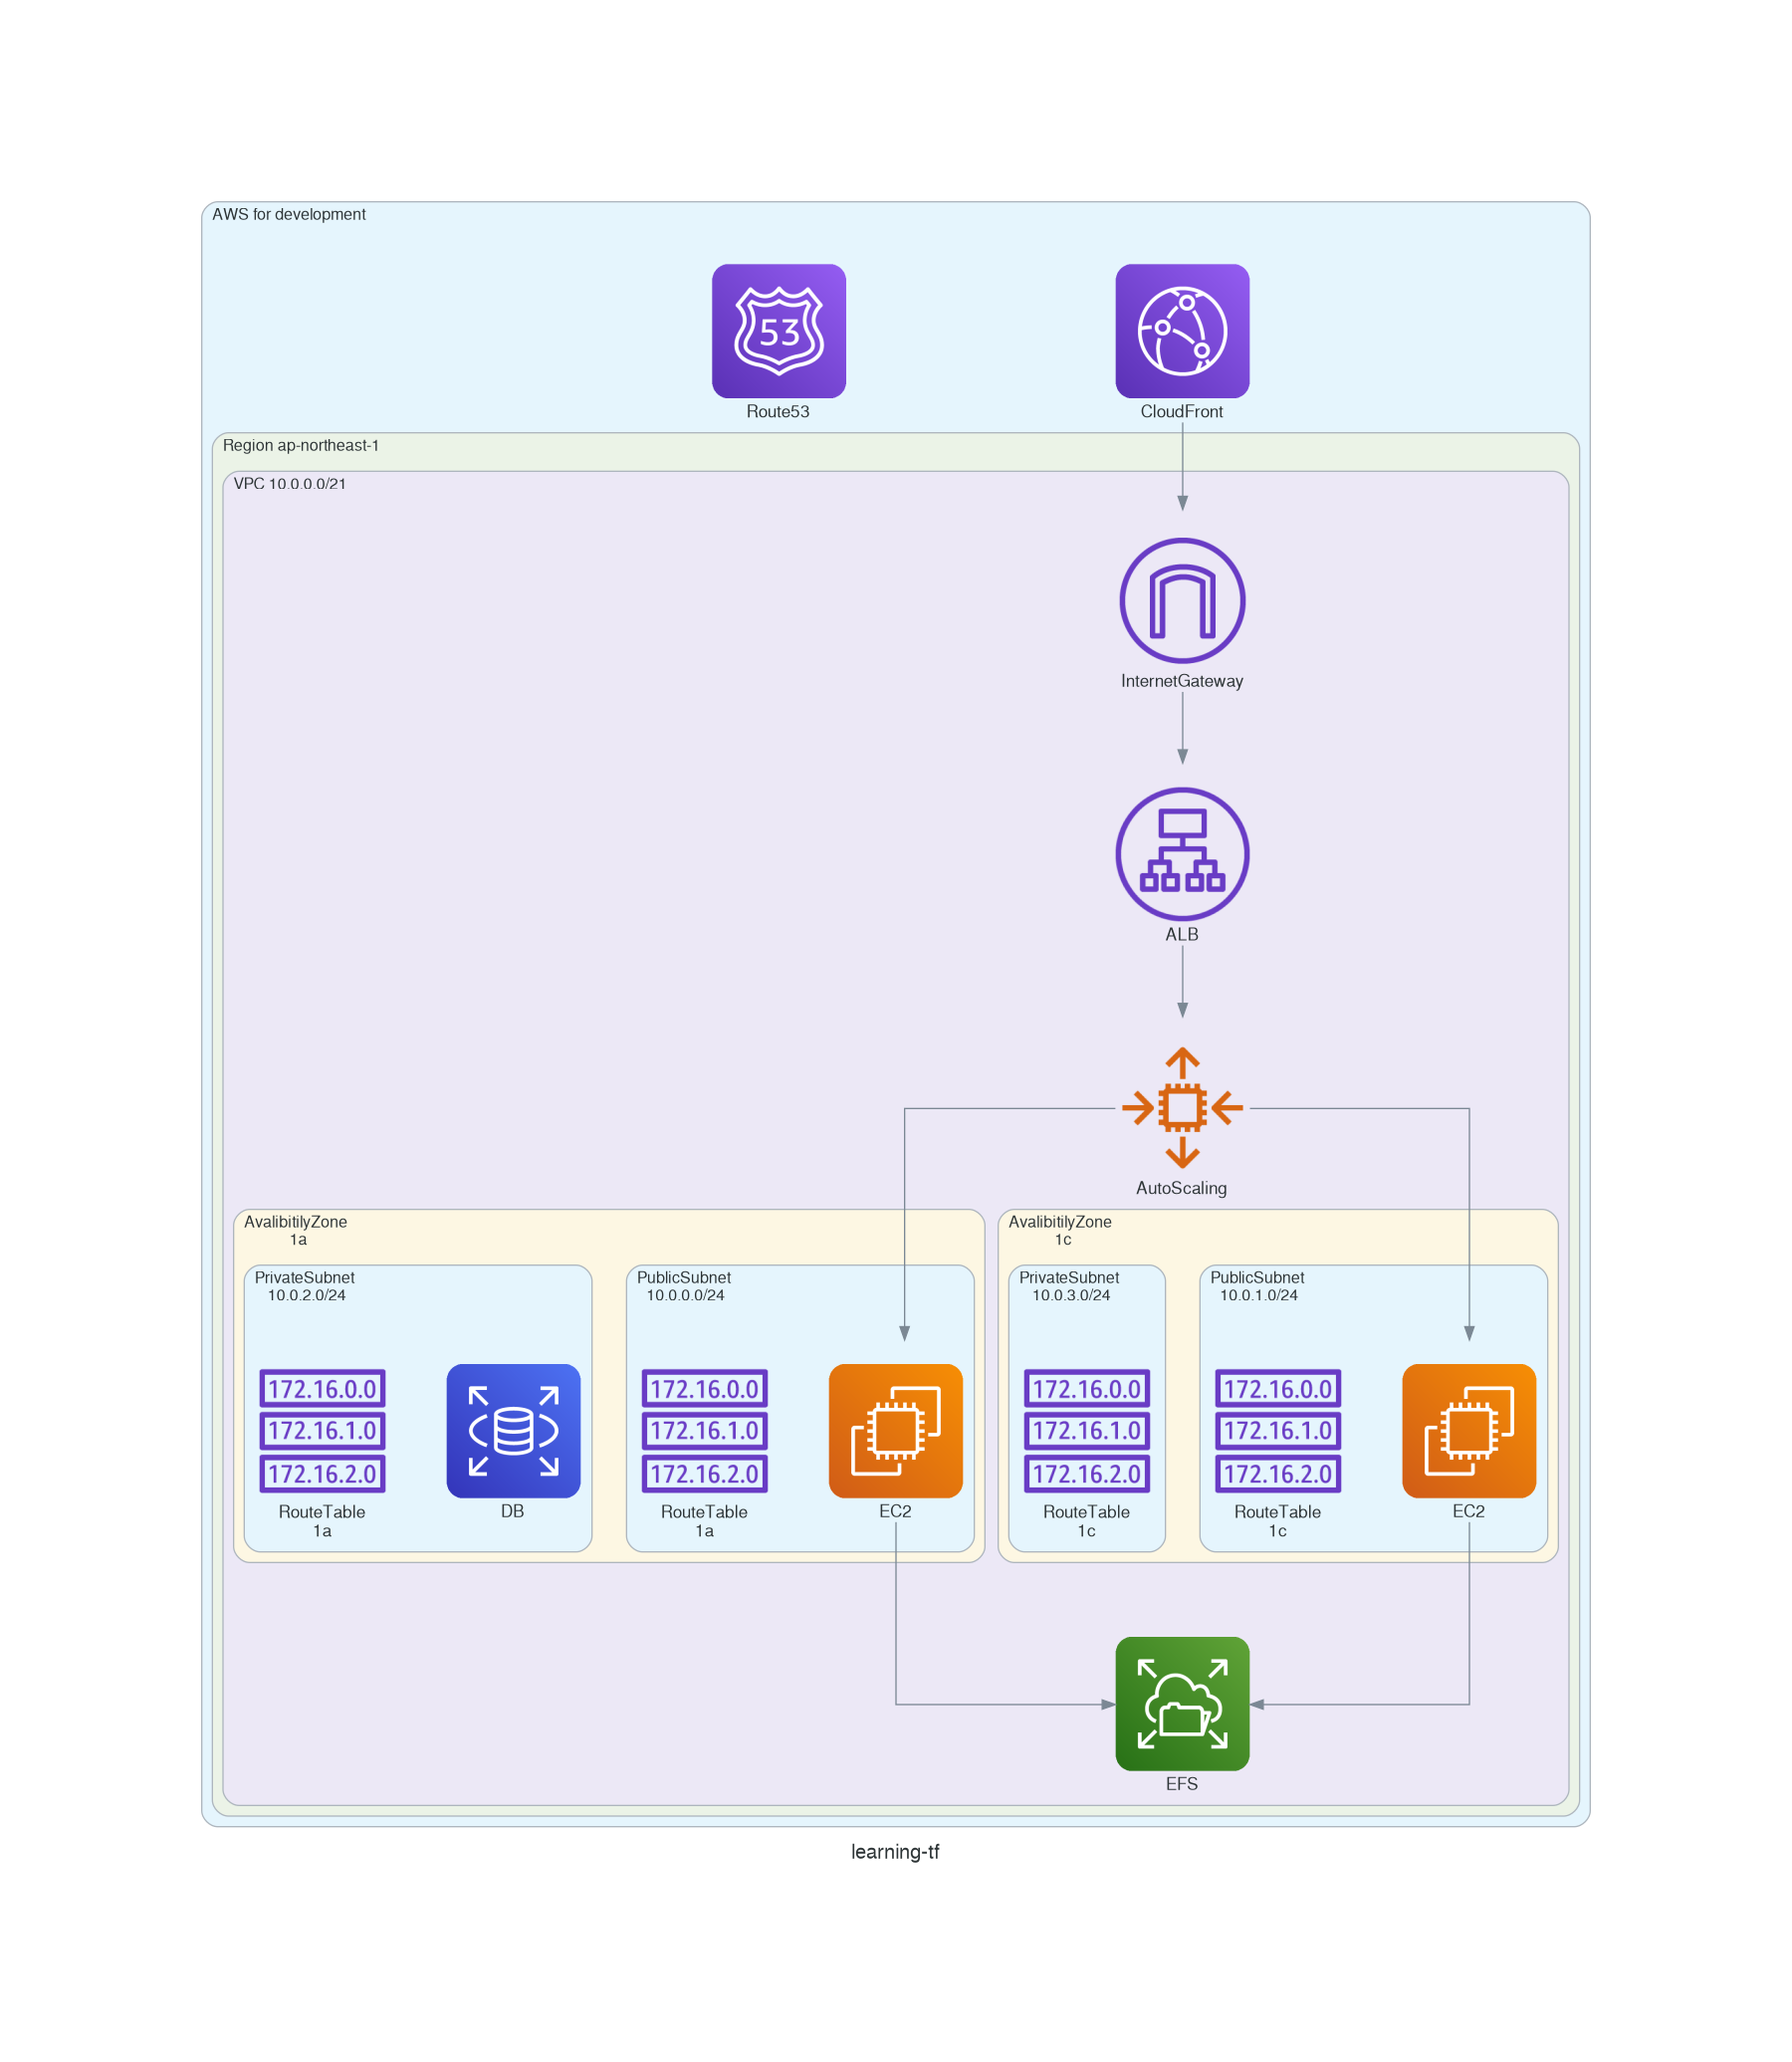 AWS for development
53
Route53
CloudFront
Region ap-northeast-1
VPC 10.0.0.0/21
InternetGateway
ALB
AutoScaling
AvalibitilyZone
1a
PrivateSubnet
10.0.2.0/24
172.16.0.0
172.16.1.0
172.16.2.0
RouteTable
1a
DB
PublicSubnet
10.0.0.0/24
172.16.0.0
172.16.1.0
172.16.2.0
RouteTable
1a
EC2
AvalibitilyZone
1c
PrivateSubnet
10.0.3.0/24
172.16.0.0
172.16.1.0
172.16.2.0
RouteTable
1c
PublicSubnet
10.0.1.0/24
172.16.0.0
172.16.1.0
172.16.2.0
RouteTable
1c
EC2
EFS
learning-tf